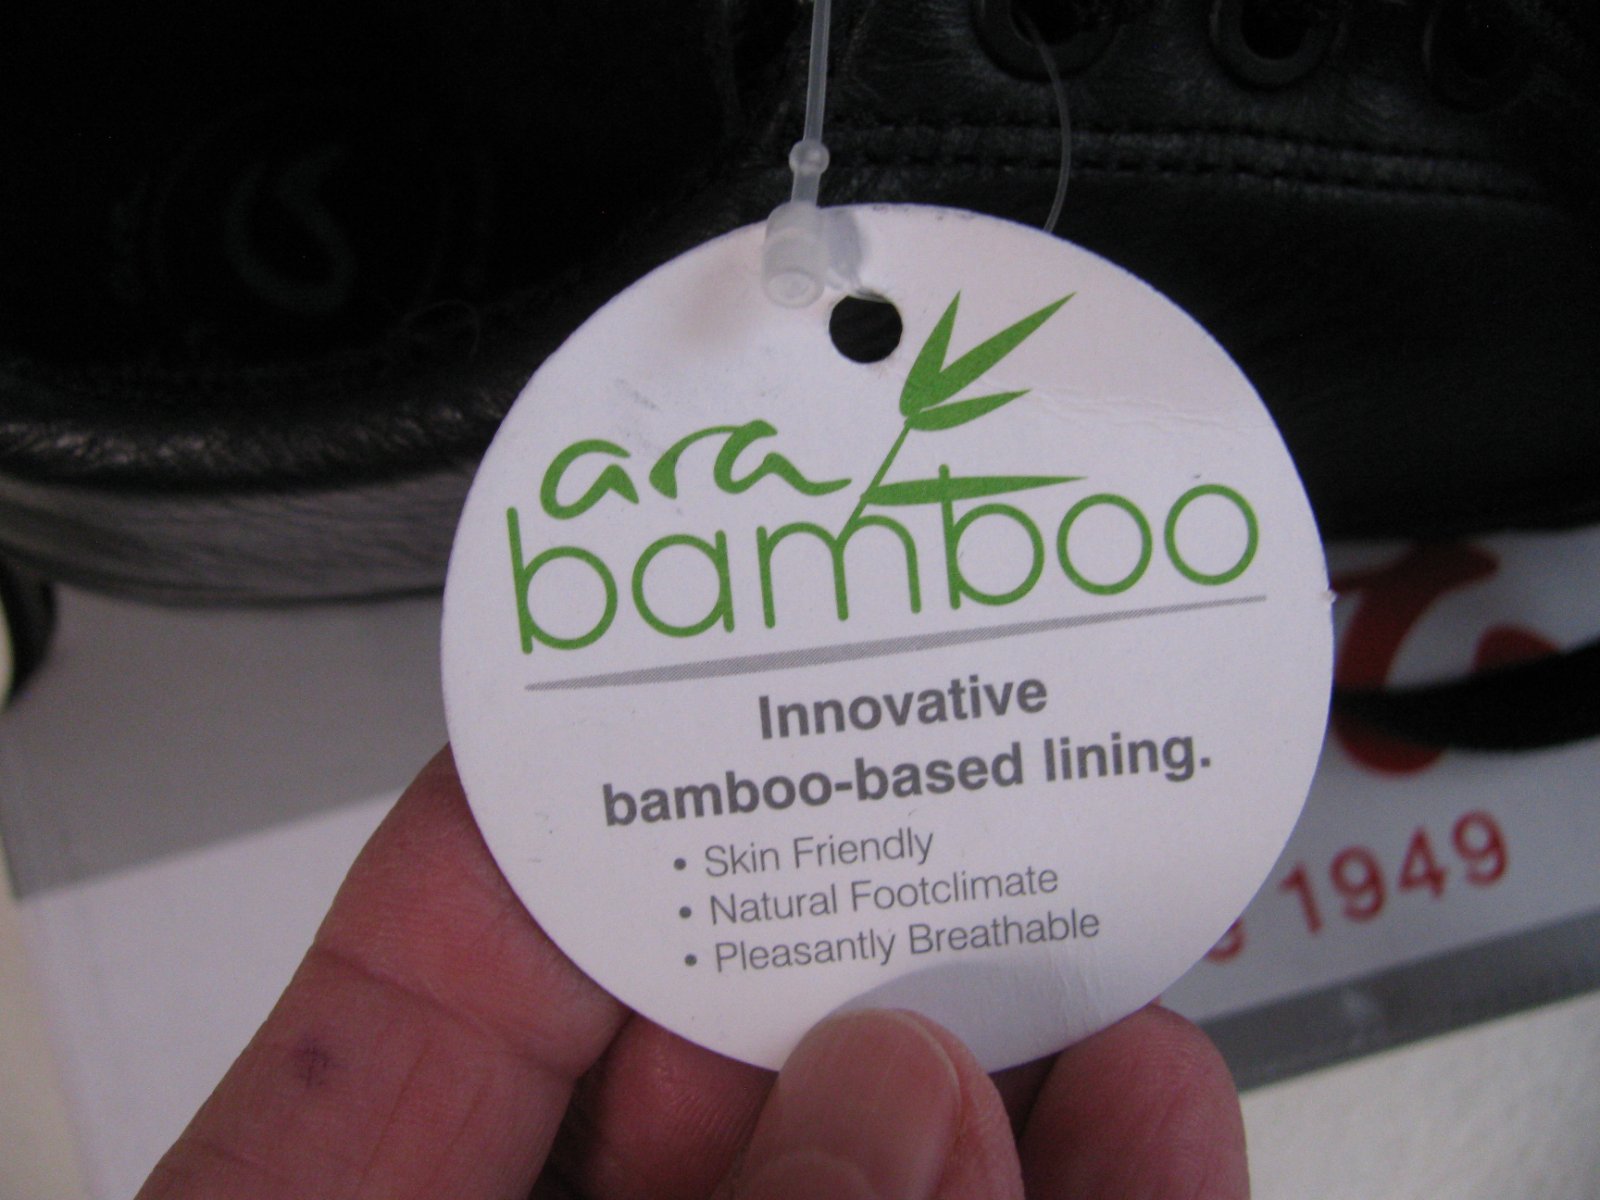 ara
bamboo
Innovative
bamboo-based lining.
• Skin Friendly
• Natural Footclimate
• Pleasantly Breathable
1949